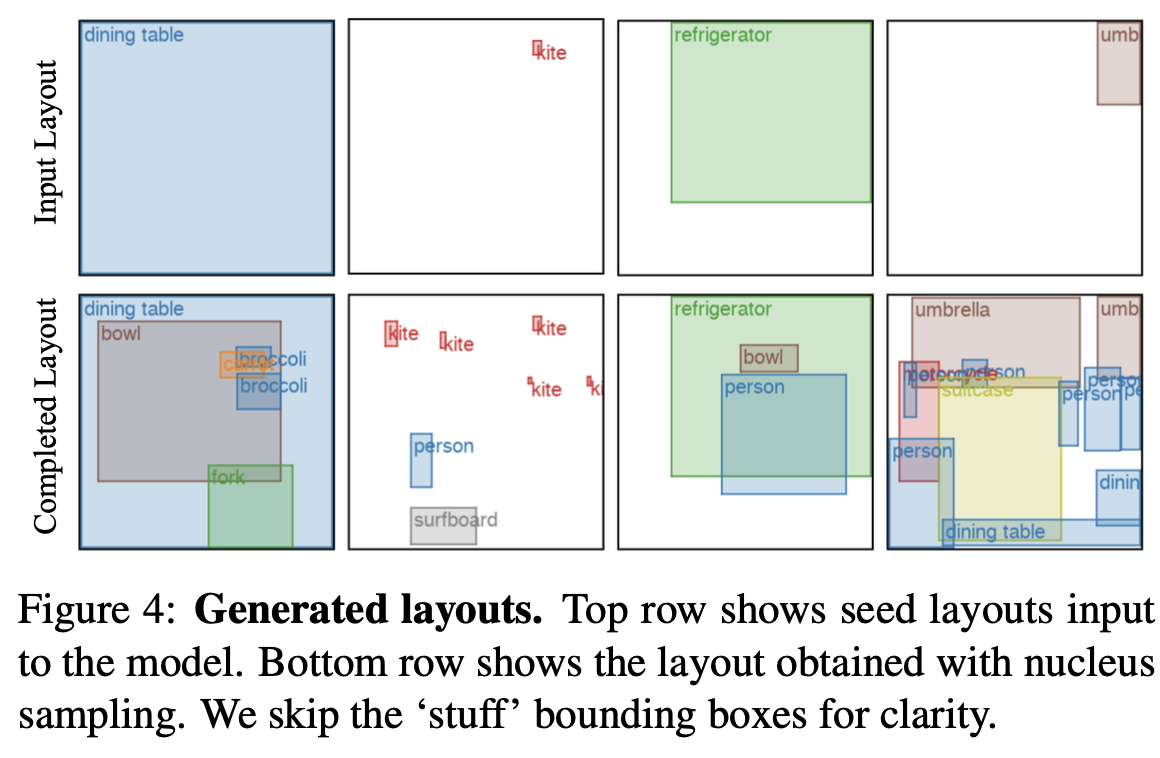 Input Layout
dining table
kite
refrigerator
umb
Completed Layout
dining table
bowl
broccoli
broccoli
fork
kite
kite
kite
kite
ki
person
surfboard
refrigerator
bowl
person
umbrella
umb
person
suitcase
person
perso
pe
person
dinin
dining table
Figure 4: Generated layouts. Top row shows seed layouts input
to the model. Bottom row shows the layout obtained with nucleus
sampling. We skip the ‘stuff’ bounding boxes for clarity.